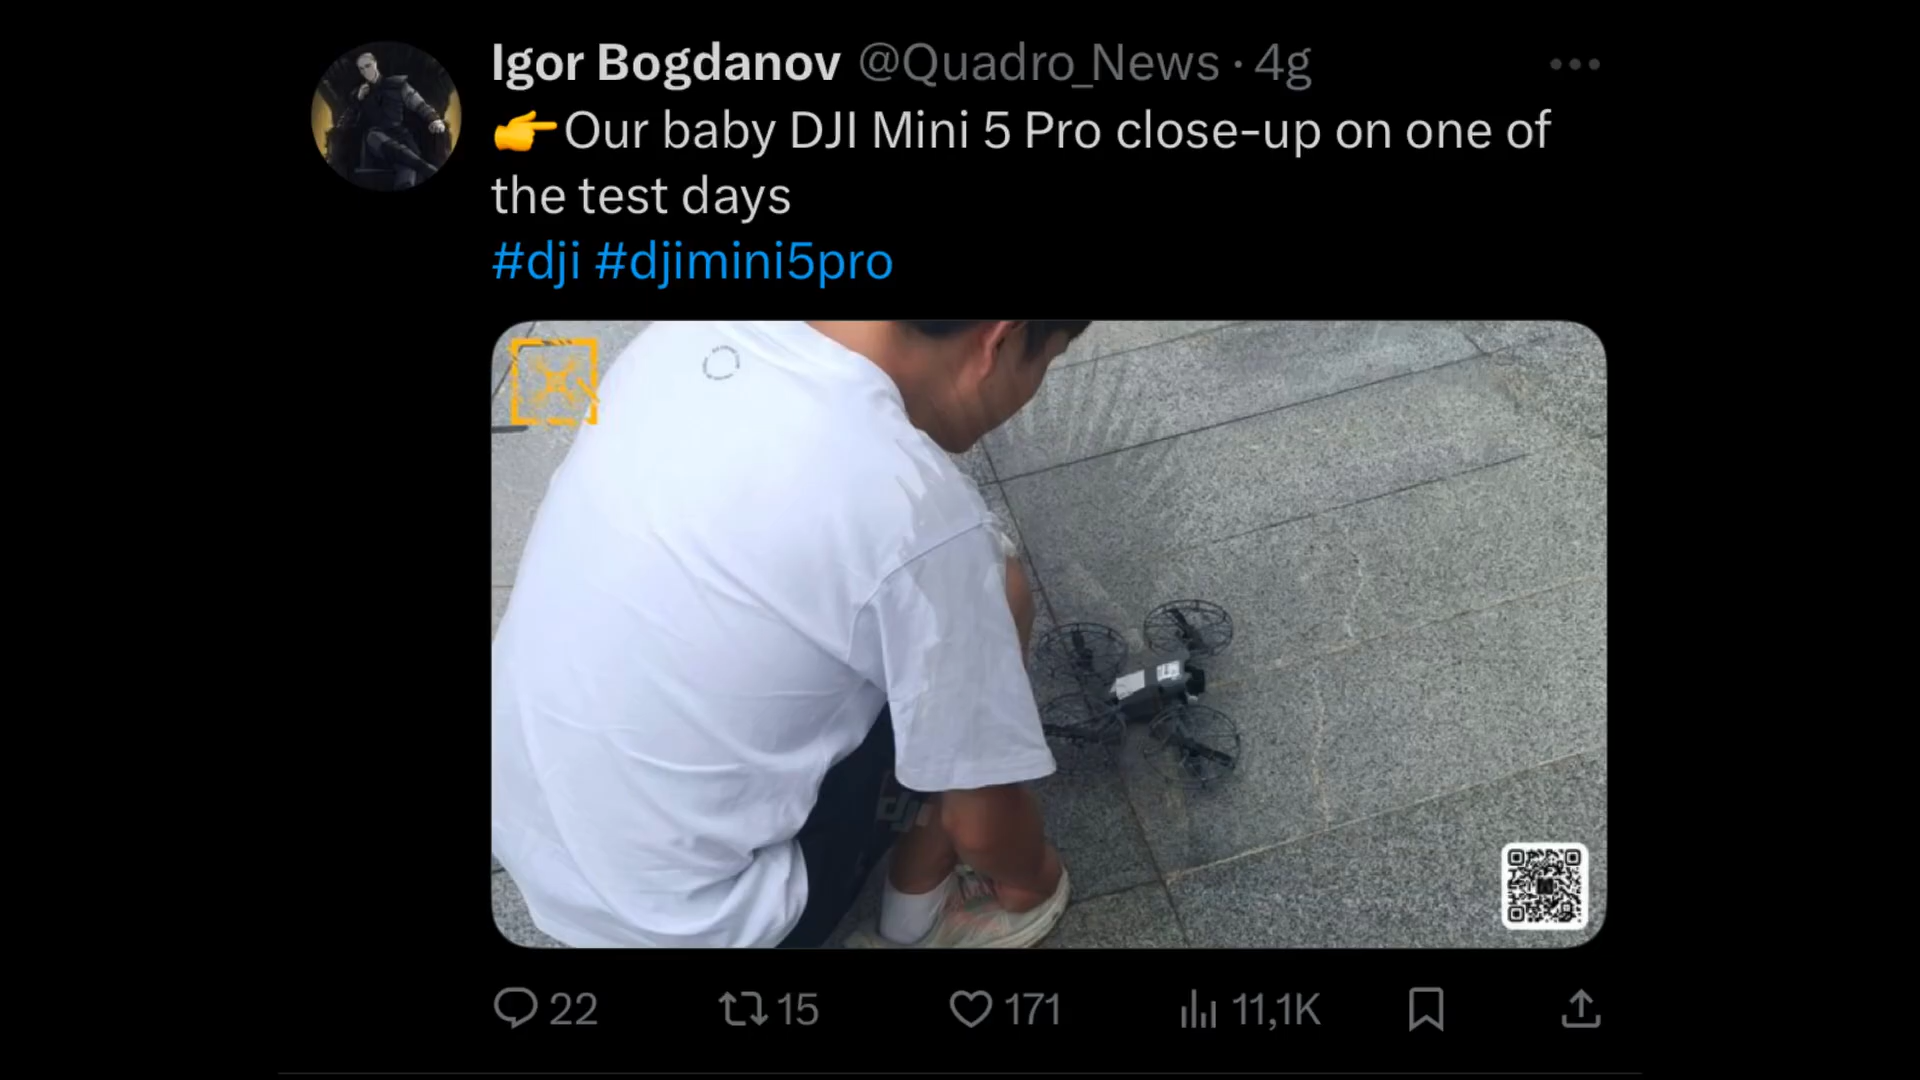 Igor Bogdanov @Quadro_News · 4g
👉Our baby DJI Mini 5 Pro close-up on one of
the test days
#dji #djimini5pro
dji
22 15 171 11,1K